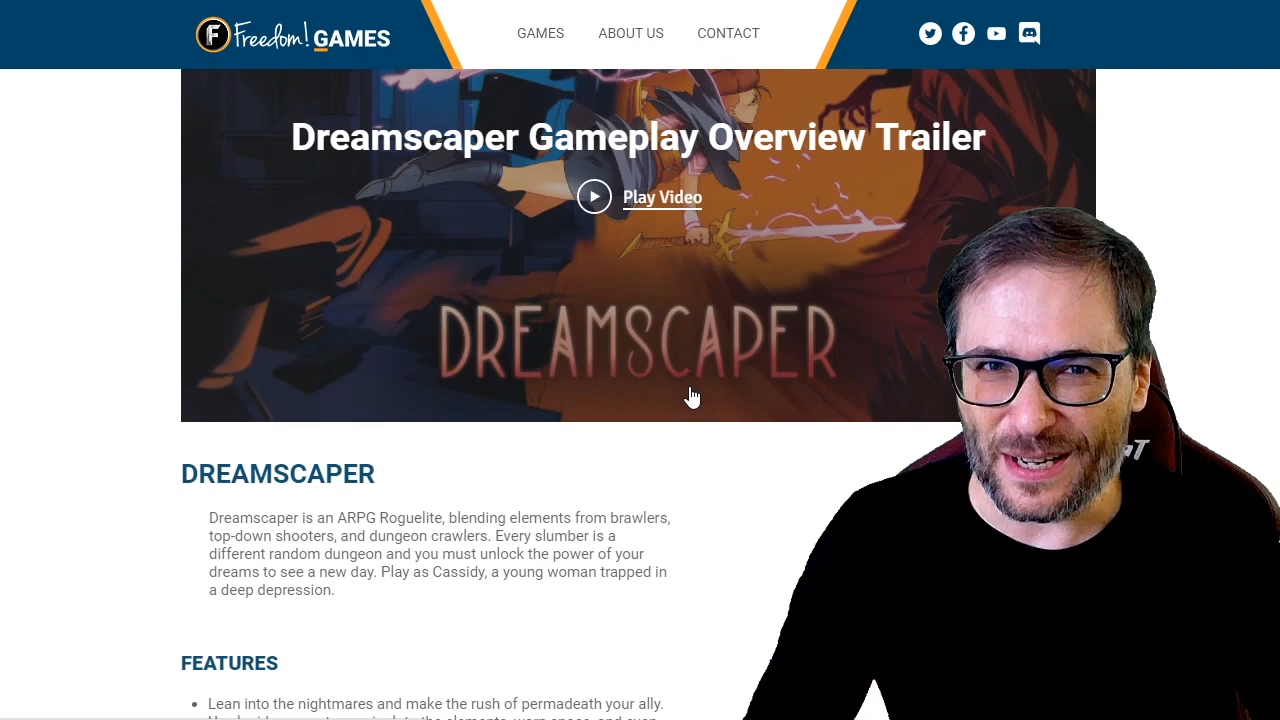 Freedom! GAMES
GAMES ABOUT US CONTACT
Dreamscaper Gameplay Overview Trailer
Play Video
DREAMSCAPER
DREAMSCAPER
Dreamscaper is an ARPG Roguelite, blending elements from brawlers,
top-down shooters, and dungeon crawlers. Every slumber is a
different random dungeon and you must unlock the power of your
dreams to see a new day. Play as Cassidy, a young woman trapped in
a deep depression.
FEATURES
• Lean into the nightmares and make the rush of permadeath your ally.